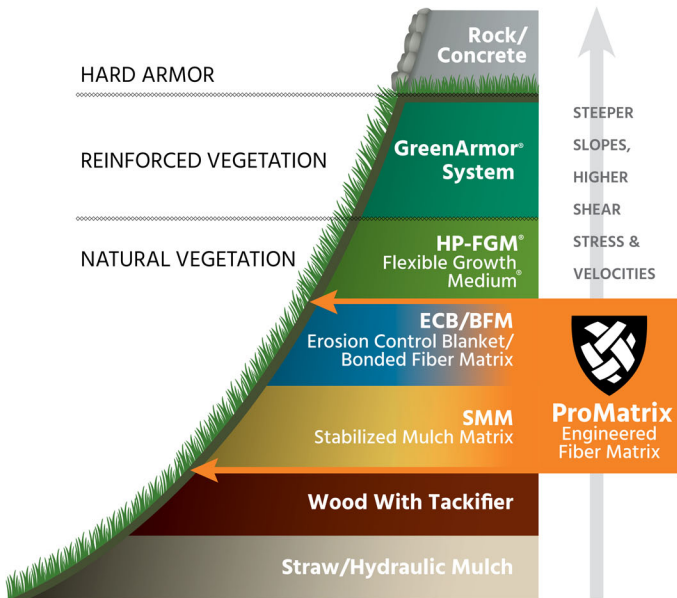 Rock/
Concrete
HARD ARMOR
REINFORCED VEGETATION
GreenArmor®
System
NATURAL VEGETATION
HP-FGM®
Flexible Growth
Medium®
ECB/BFM
Erosion Control Blanket/
Bonded Fiber Matrix
SMM
Stabilized Mulch Matrix
Wood With Tackifier
Straw/Hydraulic Mulch
STEEPER
SLOPES,
HIGHER
SHEAR
STRESS &
VELOCITIES
ProMatrix
Engineered
Fiber Matrix